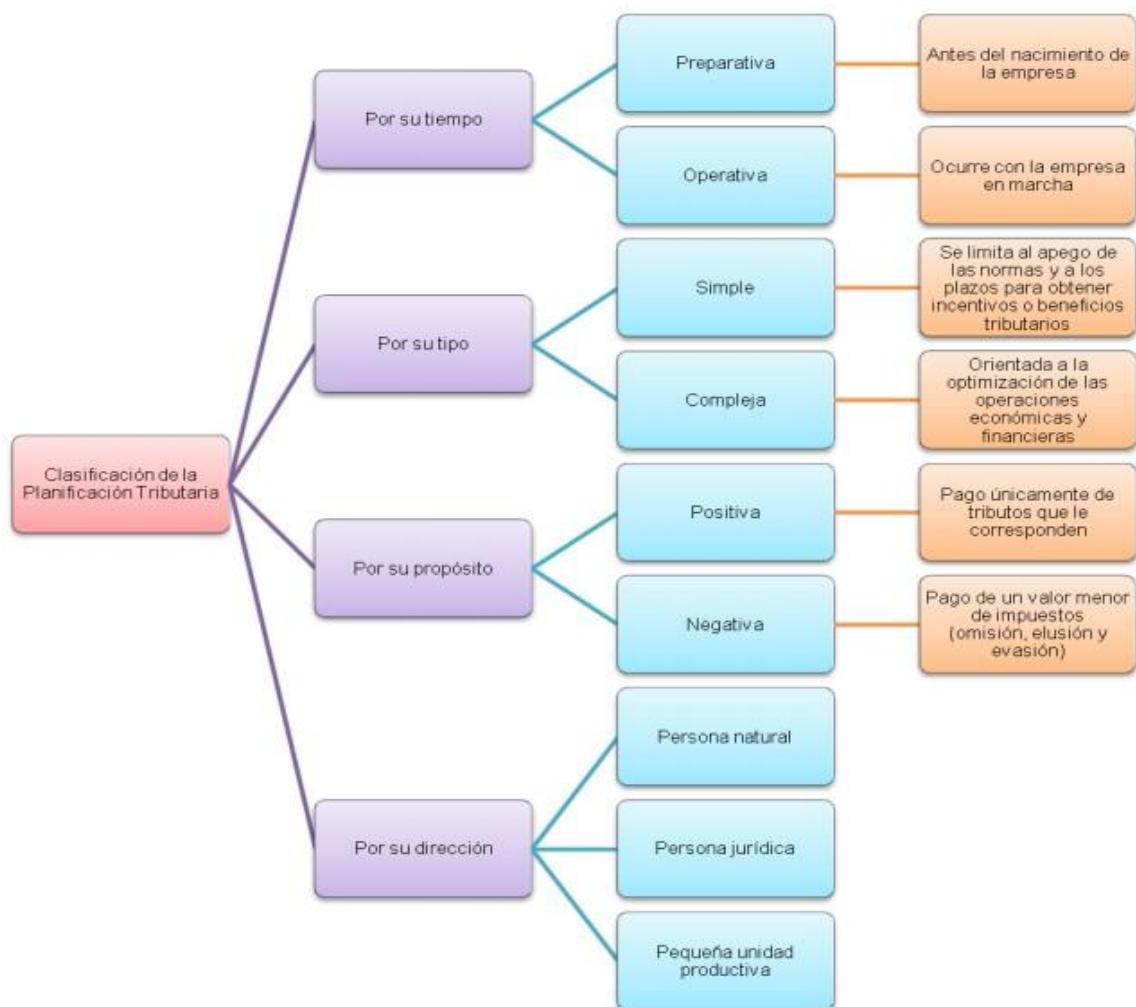 Clasificación de la
Planificación Tributaria
Por su tiempo
Preparativa
Antes del nacimiento de
la empresa
Operativa
Ocurre con la empresa
en marcha
Por su tipo
Simple
Se limita al apego de
las normas y a los
plazos para obtener
incentivos o beneficios
tributarios
Compleja
Orientada a la
optimización de las
operaciones
económicas y
financieras
Por su propósito
Positiva
Pago únicamente de
tributos que le
corresponden
Negativa
Pago de un valor menor
de impuestos
(omisión, elusión y
evasión)
Por su dirección
Persona natural
Persona jurídica
Pequeña unidad
productiva